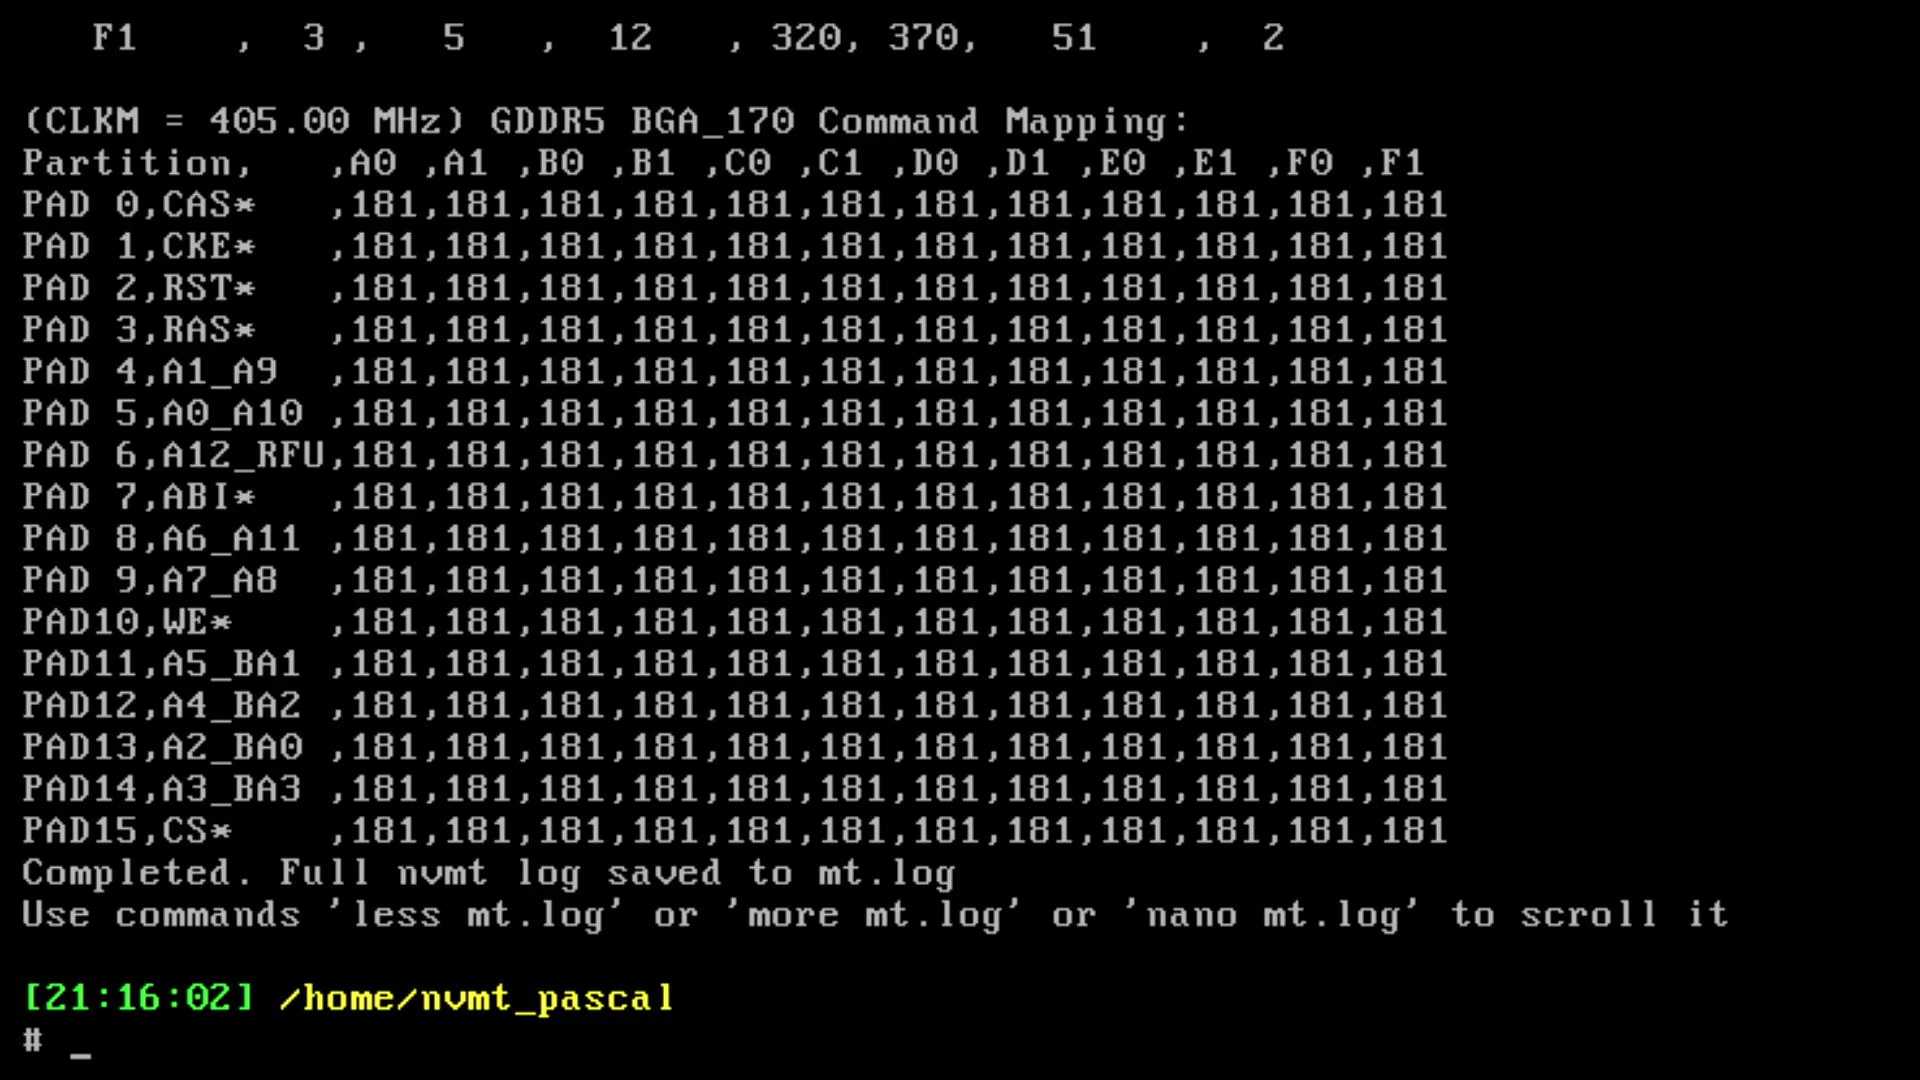 F1    ,  3 ,   5   ,  12   , 320, 370,   51    ,  2
(CLKM = 405.00 MHz) GDDR5 BGA_170 Command Mapping:
Partition,   ,A0 ,A1 ,B0 ,B1 ,C0 ,C1 ,D0 ,D1 ,E0 ,E1 ,F0 ,F1
PAD 0,CAS*   ,181,181,181,181,181,181,181,181,181,181,181,181
PAD 1,CKE*   ,181,181,181,181,181,181,181,181,181,181,181,181
PAD 2,RST*   ,181,181,181,181,181,181,181,181,181,181,181,181
PAD 3,RAS*   ,181,181,181,181,181,181,181,181,181,181,181,181
PAD 4,A1_A9  ,181,181,181,181,181,181,181,181,181,181,181,181
PAD 5,A0_A10 ,181,181,181,181,181,181,181,181,181,181,181,181
PAD 6,A12_RFU,181,181,181,181,181,181,181,181,181,181,181,181
PAD 7,ABI*   ,181,181,181,181,181,181,181,181,181,181,181,181
PAD 8,A6_A11 ,181,181,181,181,181,181,181,181,181,181,181,181
PAD 9,A7_A8  ,181,181,181,181,181,181,181,181,181,181,181,181
PAD10,WE*    ,181,181,181,181,181,181,181,181,181,181,181,181
PAD11,A5_BA1 ,181,181,181,181,181,181,181,181,181,181,181,181
PAD12,A4_BA2 ,181,181,181,181,181,181,181,181,181,181,181,181
PAD13,A2_BA0 ,181,181,181,181,181,181,181,181,181,181,181,181
PAD14,A3_BA3 ,181,181,181,181,181,181,181,181,181,181,181,181
PAD15,CS*    ,181,181,181,181,181,181,181,181,181,181,181,181
Completed. Full nvmt log saved to mt.log
Use commands 'less mt.log' or 'more mt.log' or 'nano mt.log' to scroll it
[21:16:02] /home/nvmt_pascal
# _